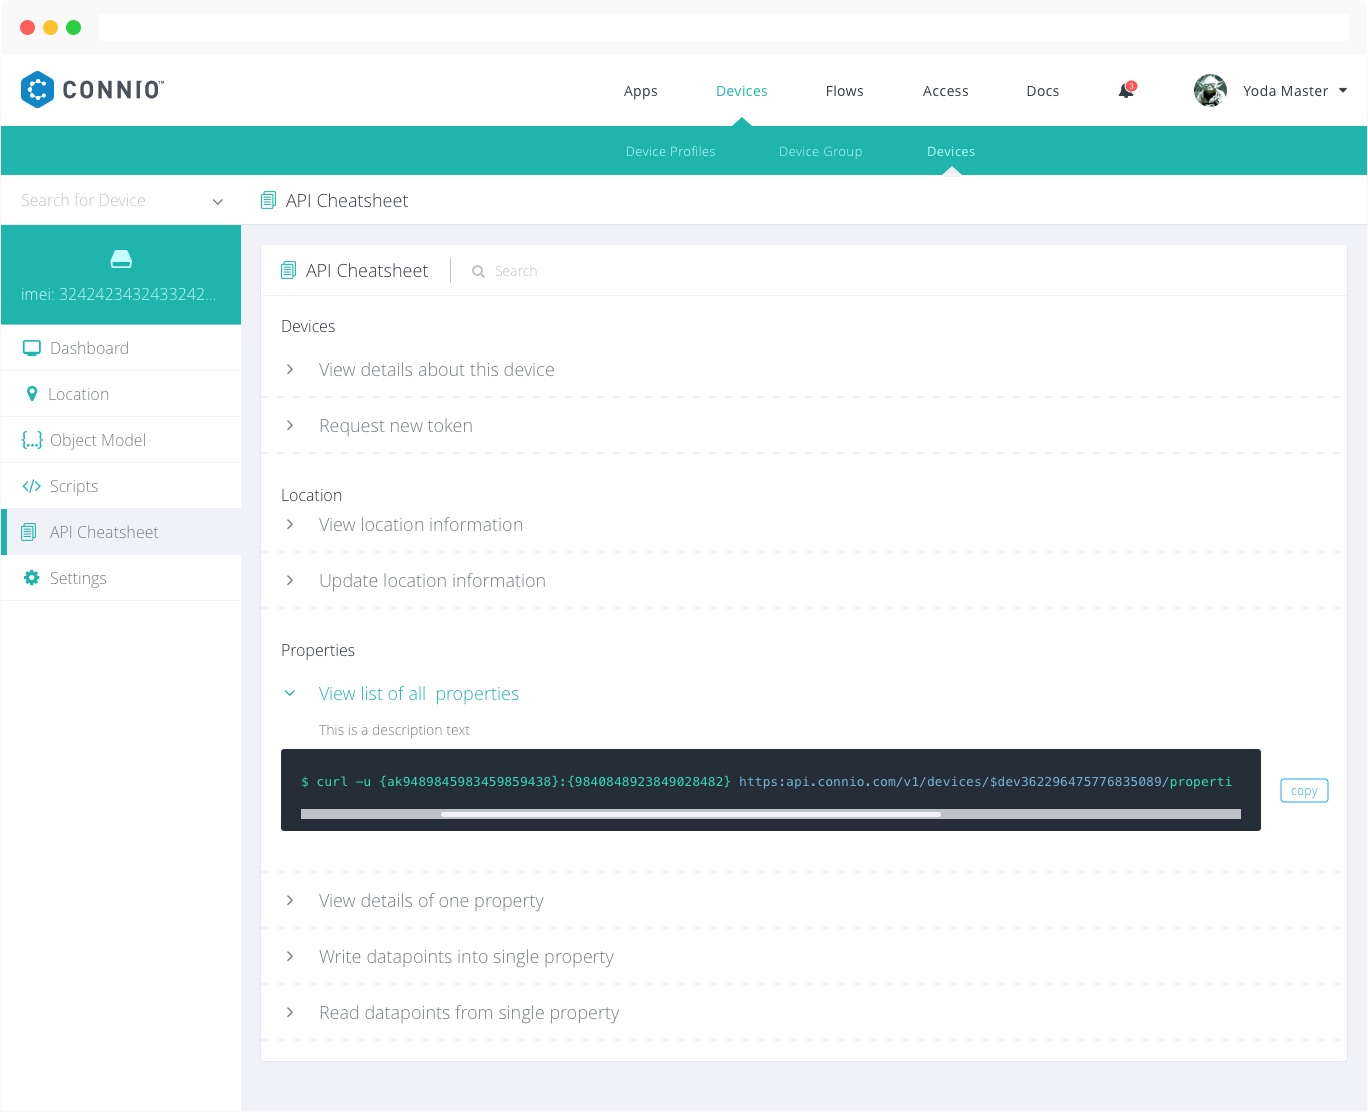 CONNIO™
Apps Devices Flows Access Docs 3 Yoda Master
Device Profiles Device Group Devices
Search for Device
API Cheatsheet
imei: 3242423432433242...
Dashboard
Location
{...} Object Model
</> Scripts
API Cheatsheet
Settings
API Cheatsheet
Search
Devices
View details about this device
Request new token
Location
View location information
Update location information
Properties
View list of all  properties
This is a description text
$ curl -u {ak9489845983459859438}:{9840848923849028482} https:api.connio.com/v1/devices/$dev362296475776835089/properti
copy
View details of one property
Write datapoints into single property
Read datapoints from single property